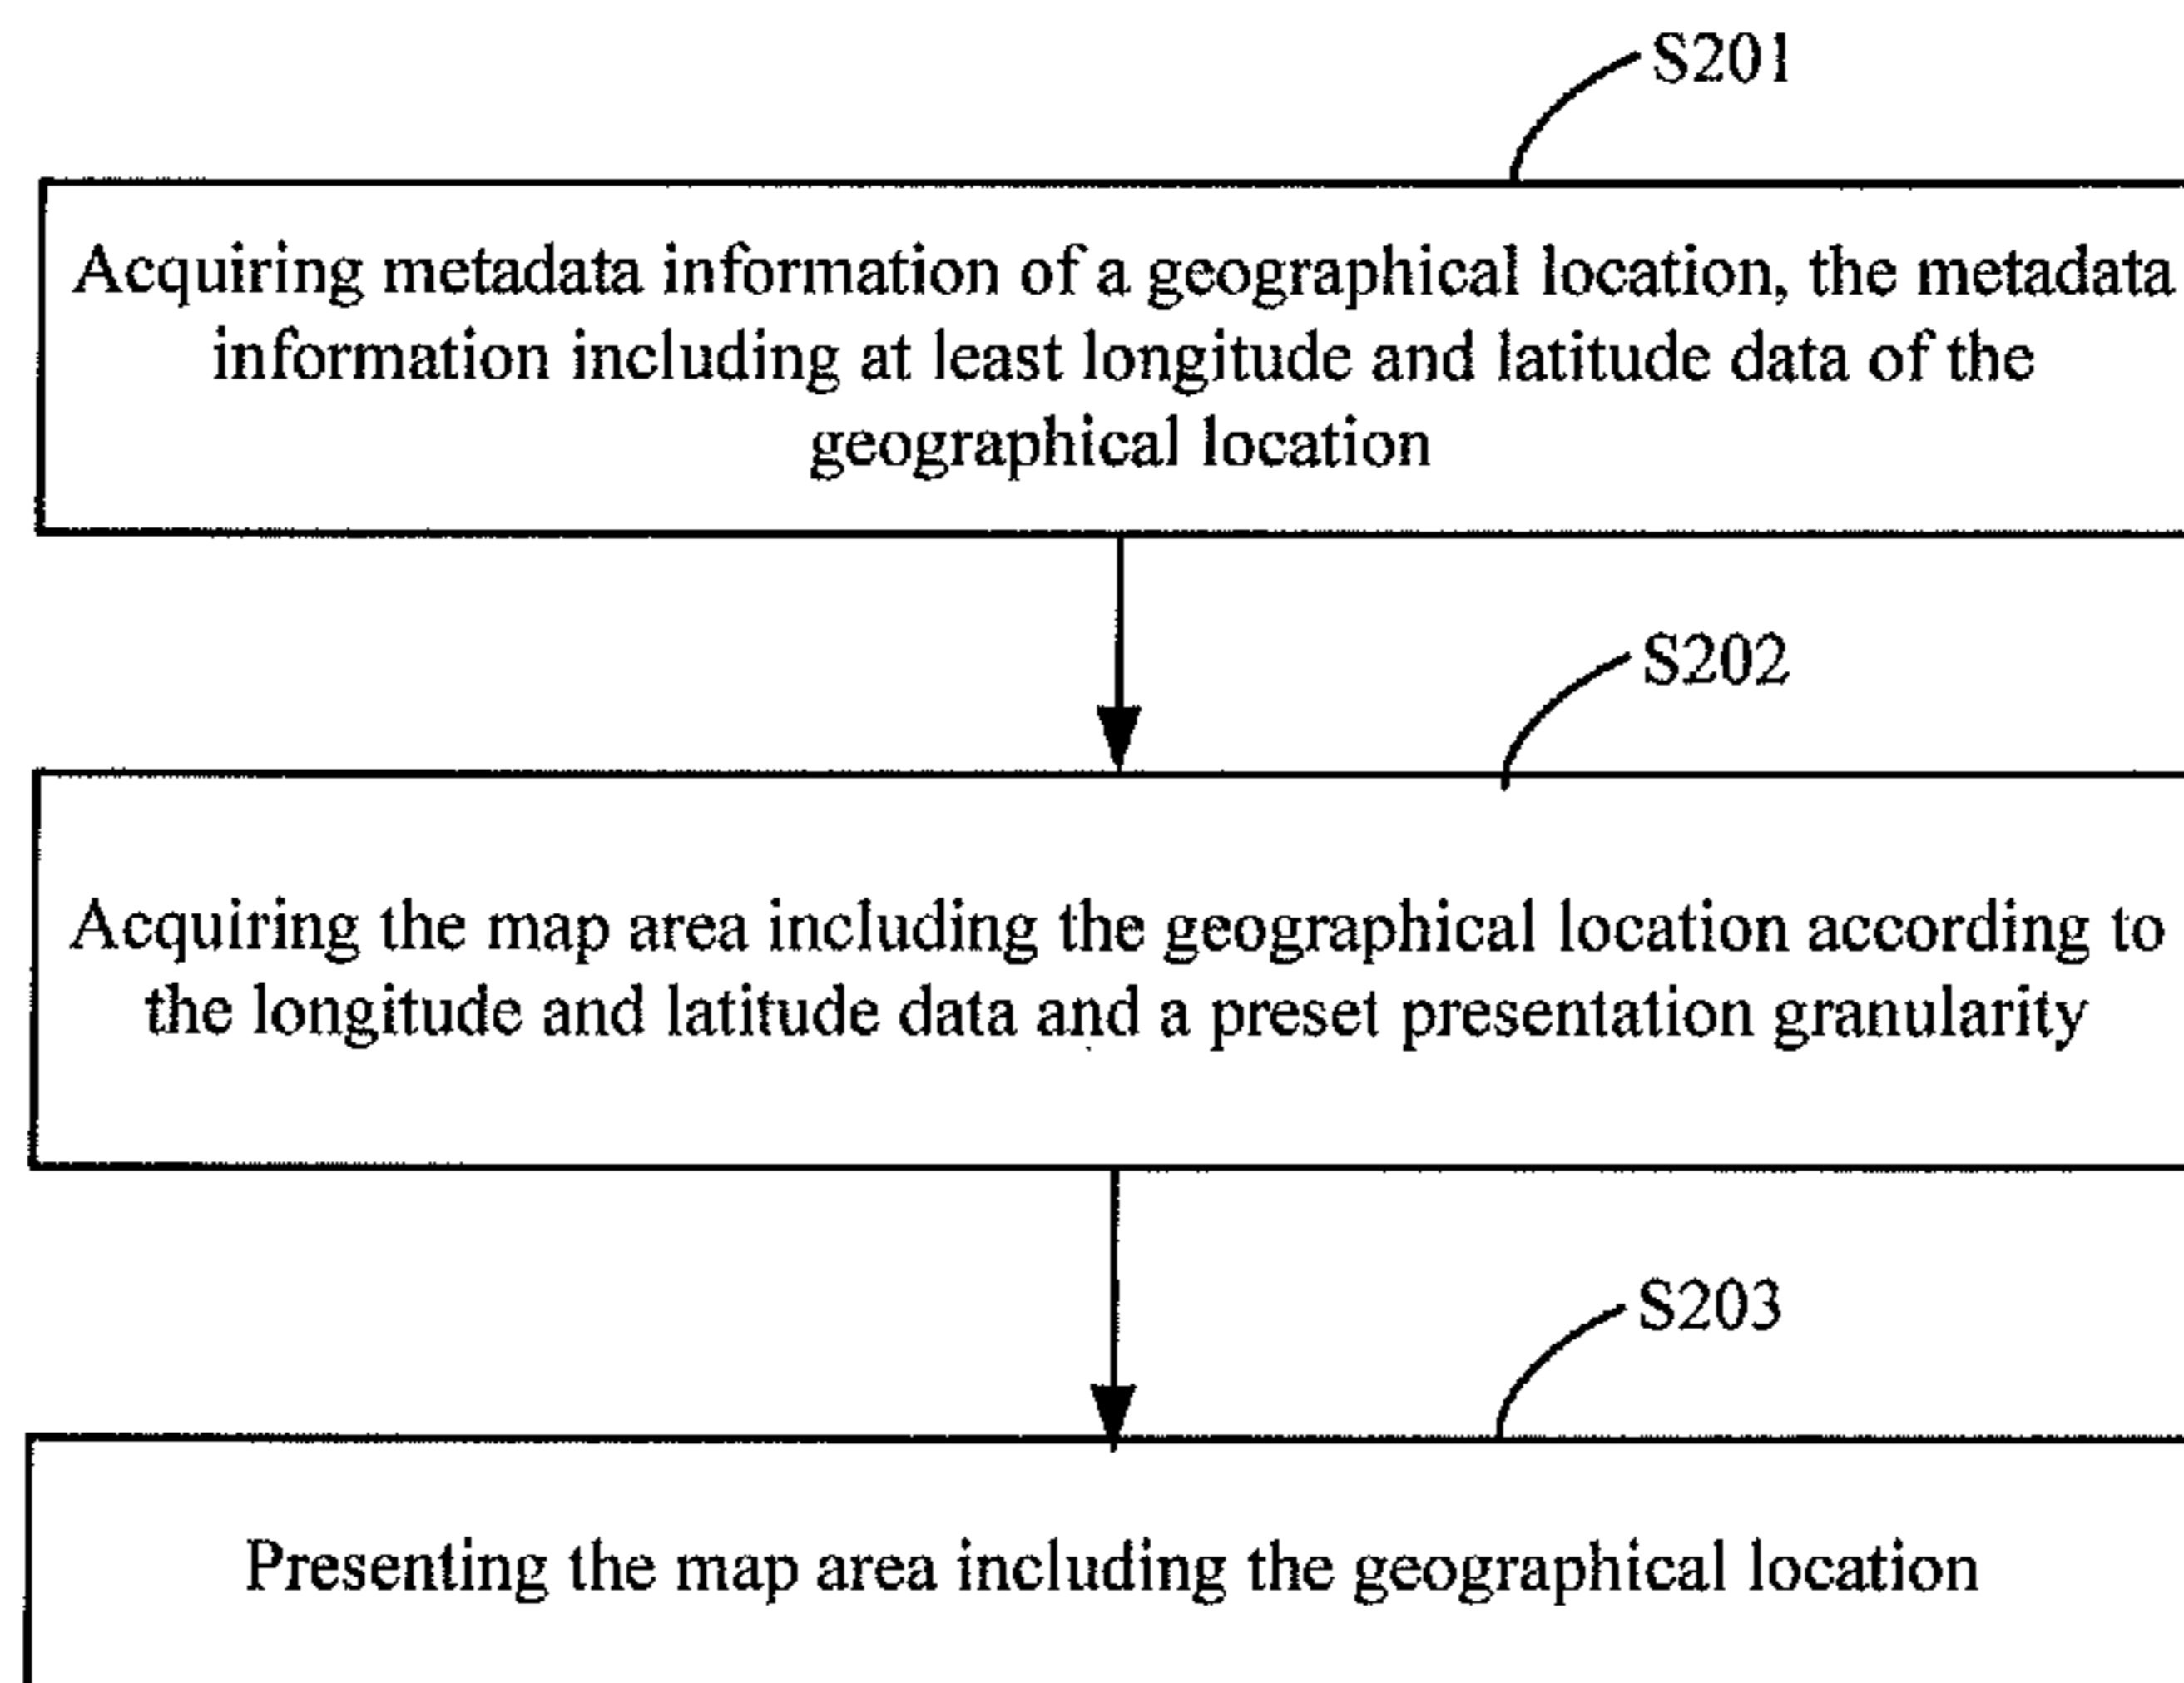 S201
Acquiring metadata information of a geographical location, the metadata
information including at least longitude and latitude data of the
geographical location
S202
Acquiring the map area including the geographical location according to
the longitude and latitude data and a preset presentation granularity
S203
Presenting the map area including the geographical location